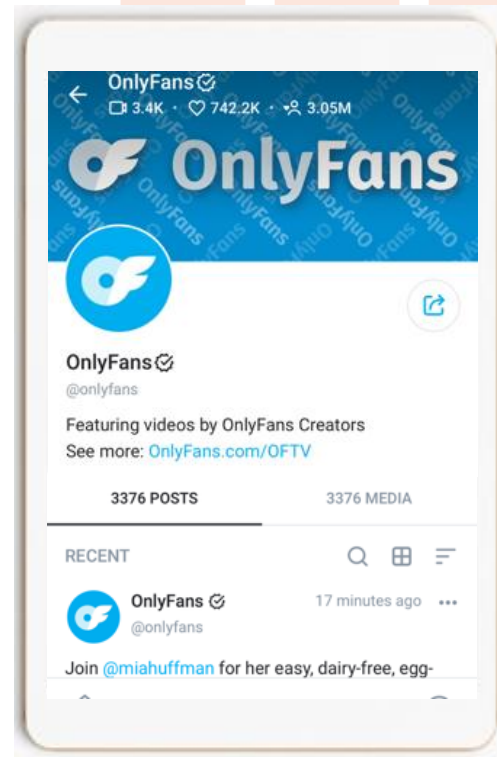 OnlyFans
3.4K · 742.2K · 3.05M
OnlyFans
OnlyFans
@onlyfans
Featuring videos by OnlyFans Creators
See more: OnlyFans.com/OFTV
3376 POSTS 3376 MEDIA
RECENT
OnlyFans 17 minutes ago •••
@onlyfans
Join @miahuffman for her easy, dairy-free, egg-